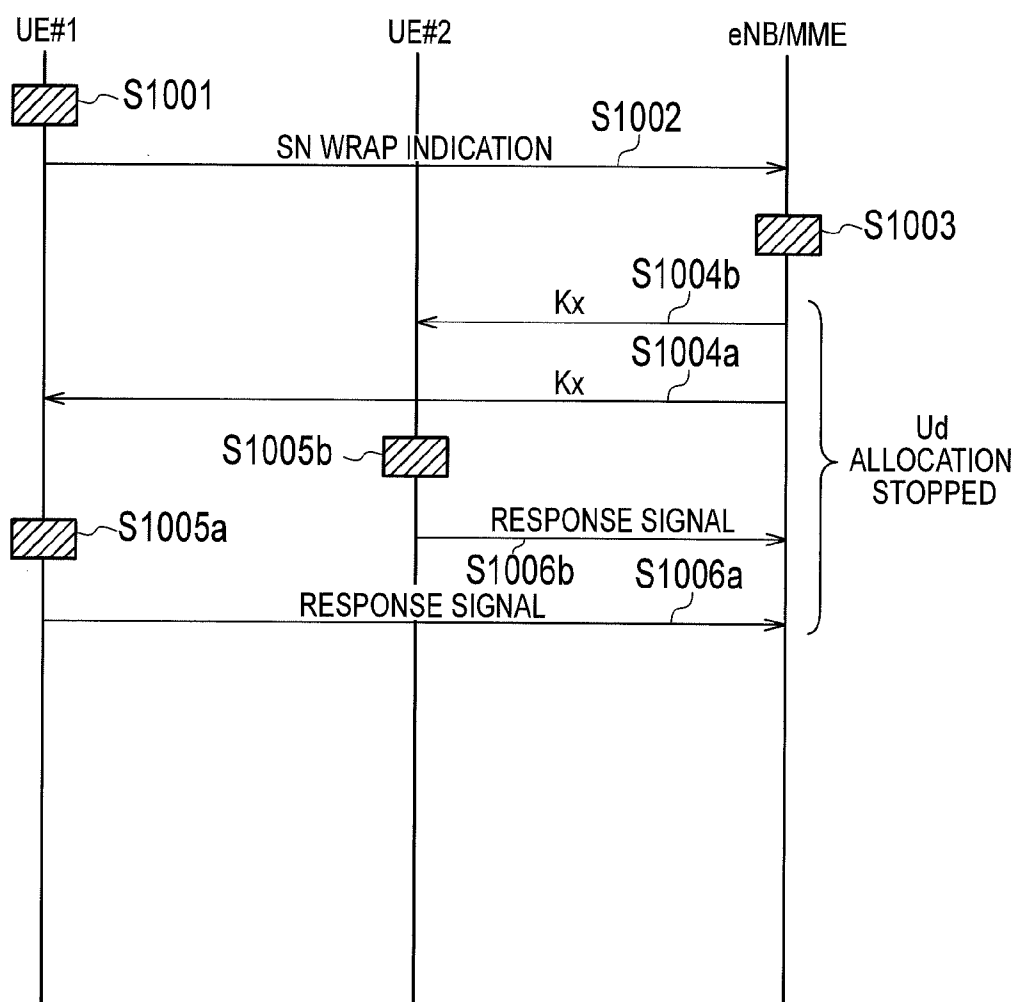 UE#1
UE#2
eNB/MME
S1001
S1002
SN WRAP INDICATION
S1003
S1004b
Kx
S1004a
Kx
Ud
ALLOCATION
STOPPED
S1005b
S1005a
RESPONSE SIGNAL
S1006b
S1006a
RESPONSE SIGNAL